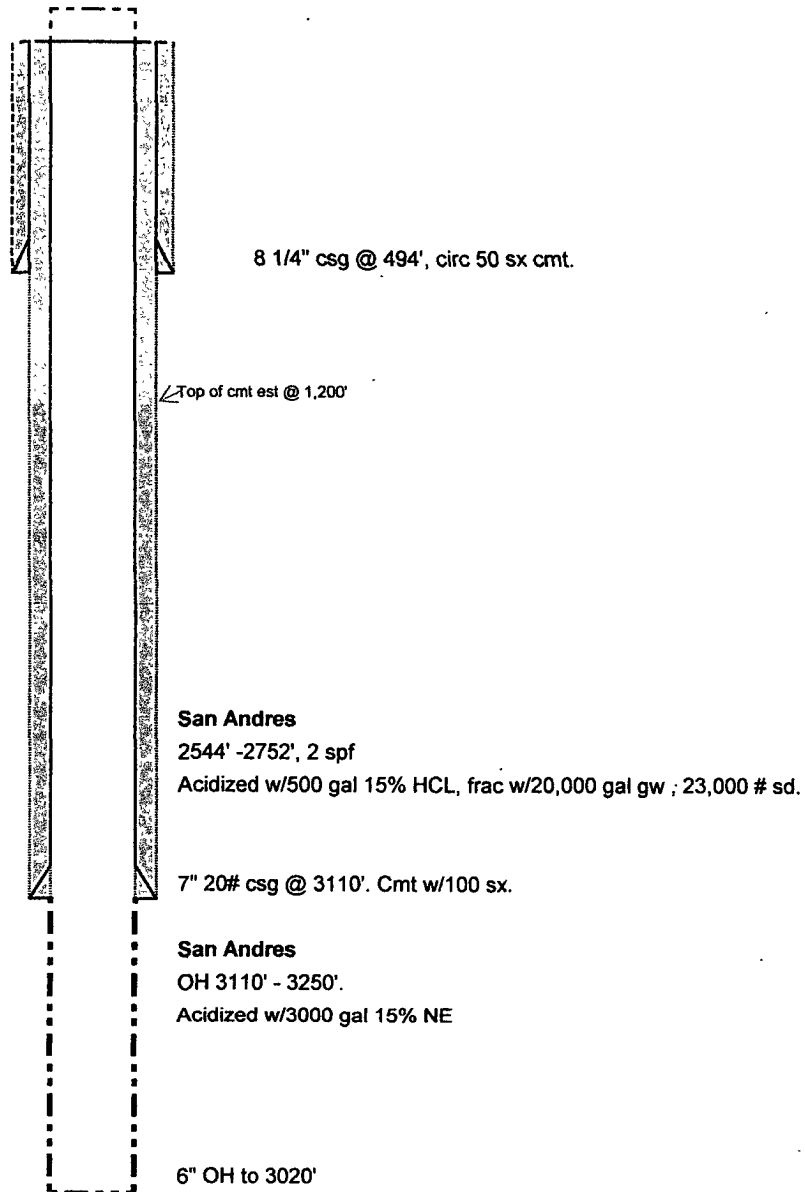 8 1/4" csg @ 494', circ 50 sx cmt.
Top of cmt est @ 1,200'
San Andres
2544' -2752', 2 spf
Acidized w/500 gal 15% HCL, frac w/20,000 gal gw ; 23,000 # sd.
7" 20# csg @ 3110'. Cmt w/100 sx.
San Andres
OH 3110' - 3250'.
Acidized w/3000 gal 15% NE
6" OH to 3020'